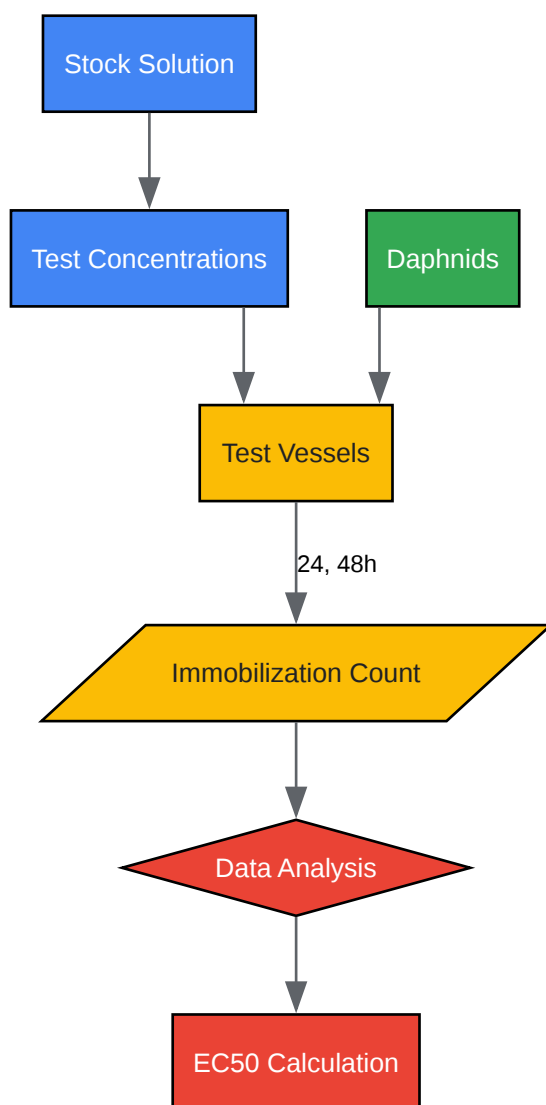 Stock Solution
Test Concentrations
Daphnids
Test Vessels
24, 48h
Immobilization Count
Data Analysis
EC50 Calculation